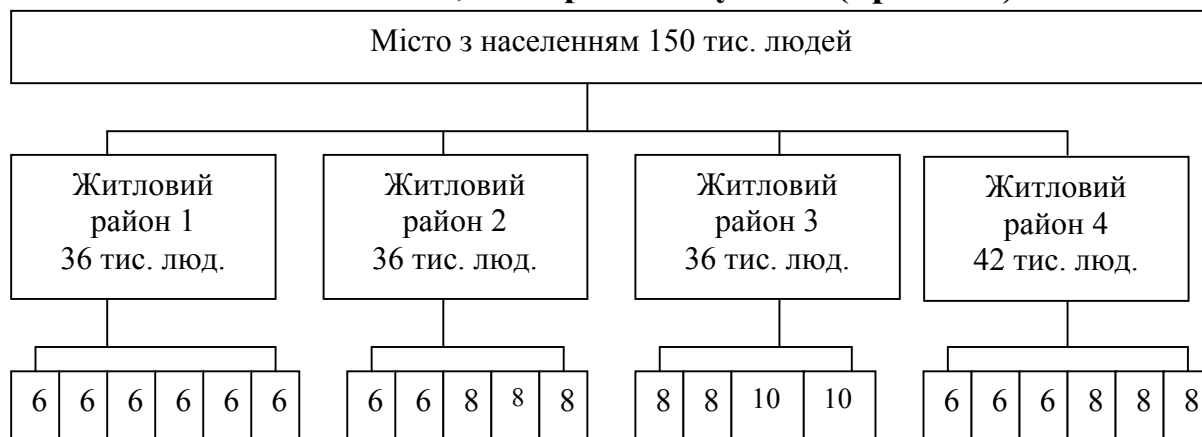 Місто з населенням 150 тис. людей
Житловий
район 1
36 тис. люд.
Житловий
район 2
36 тис. люд.
Житловий
район 3
36 тис. люд.
Житловий
район 4
42 тис. люд.
6 6 6 6 6 6
6 6 8 8 8
8 8 10 10
6 6 6 8 8 8